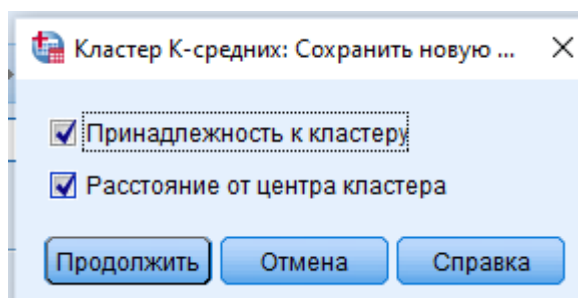 Кластер К-средних: Сохранить новую ...
Принадлежность к кластеру
Расстояние от центра кластера
Продолжить Отмена Справка